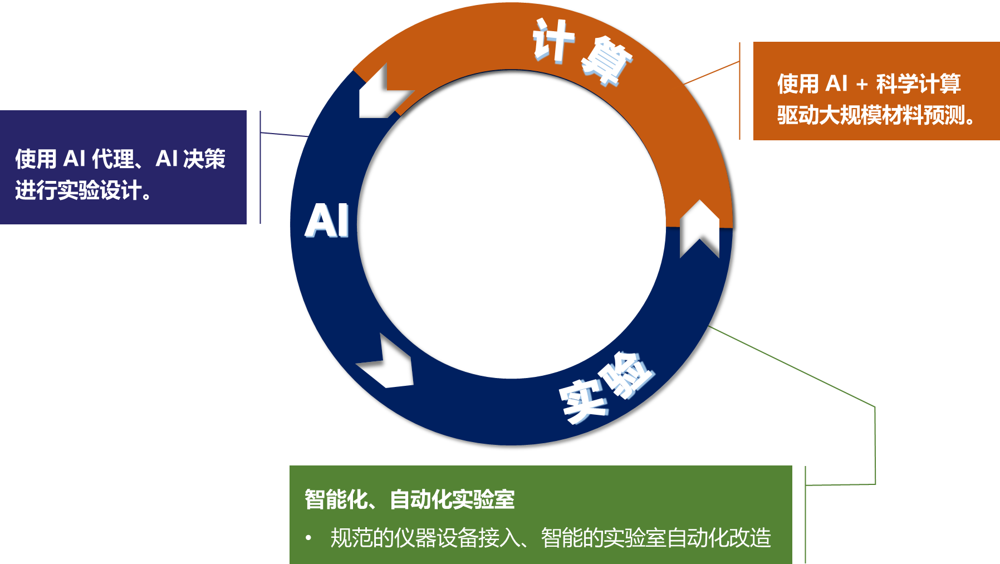 计算
使用 AI + 科学计算
驱动大规模材料预测。
使用 AI 代理、AI 决策
进行实验设计。
AI
实验
智能化、自动化实验室
• 规范的仪器设备接入、智能的实验室自动化改造